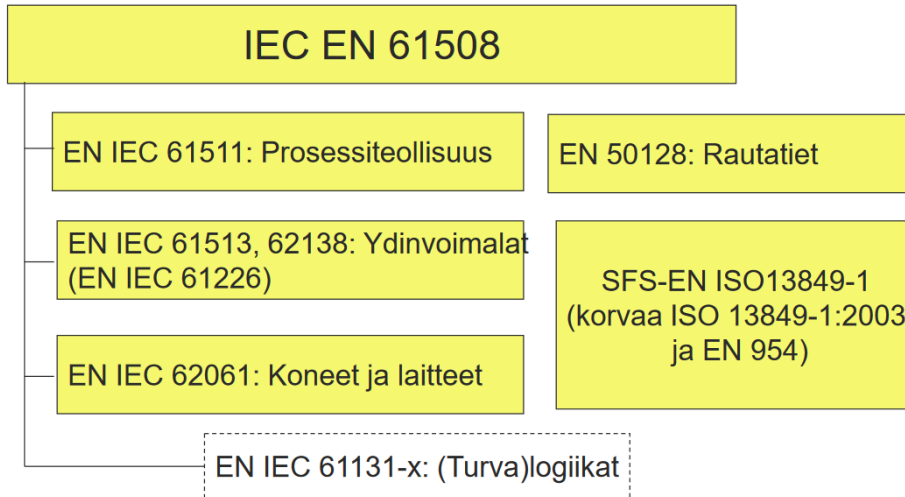 IEC EN 61508
EN IEC 61511: Prosessiteollisuus
EN 50128: Rautatiet
EN IEC 61513, 62138: Ydinvoimalat
(EN IEC 61226)
SFS-EN ISO13849-1
(korvaa ISO 13849-1:2003
ja EN 954)
EN IEC 62061: Koneet ja laitteet
EN IEC 61131-x: (Turva)logiikat